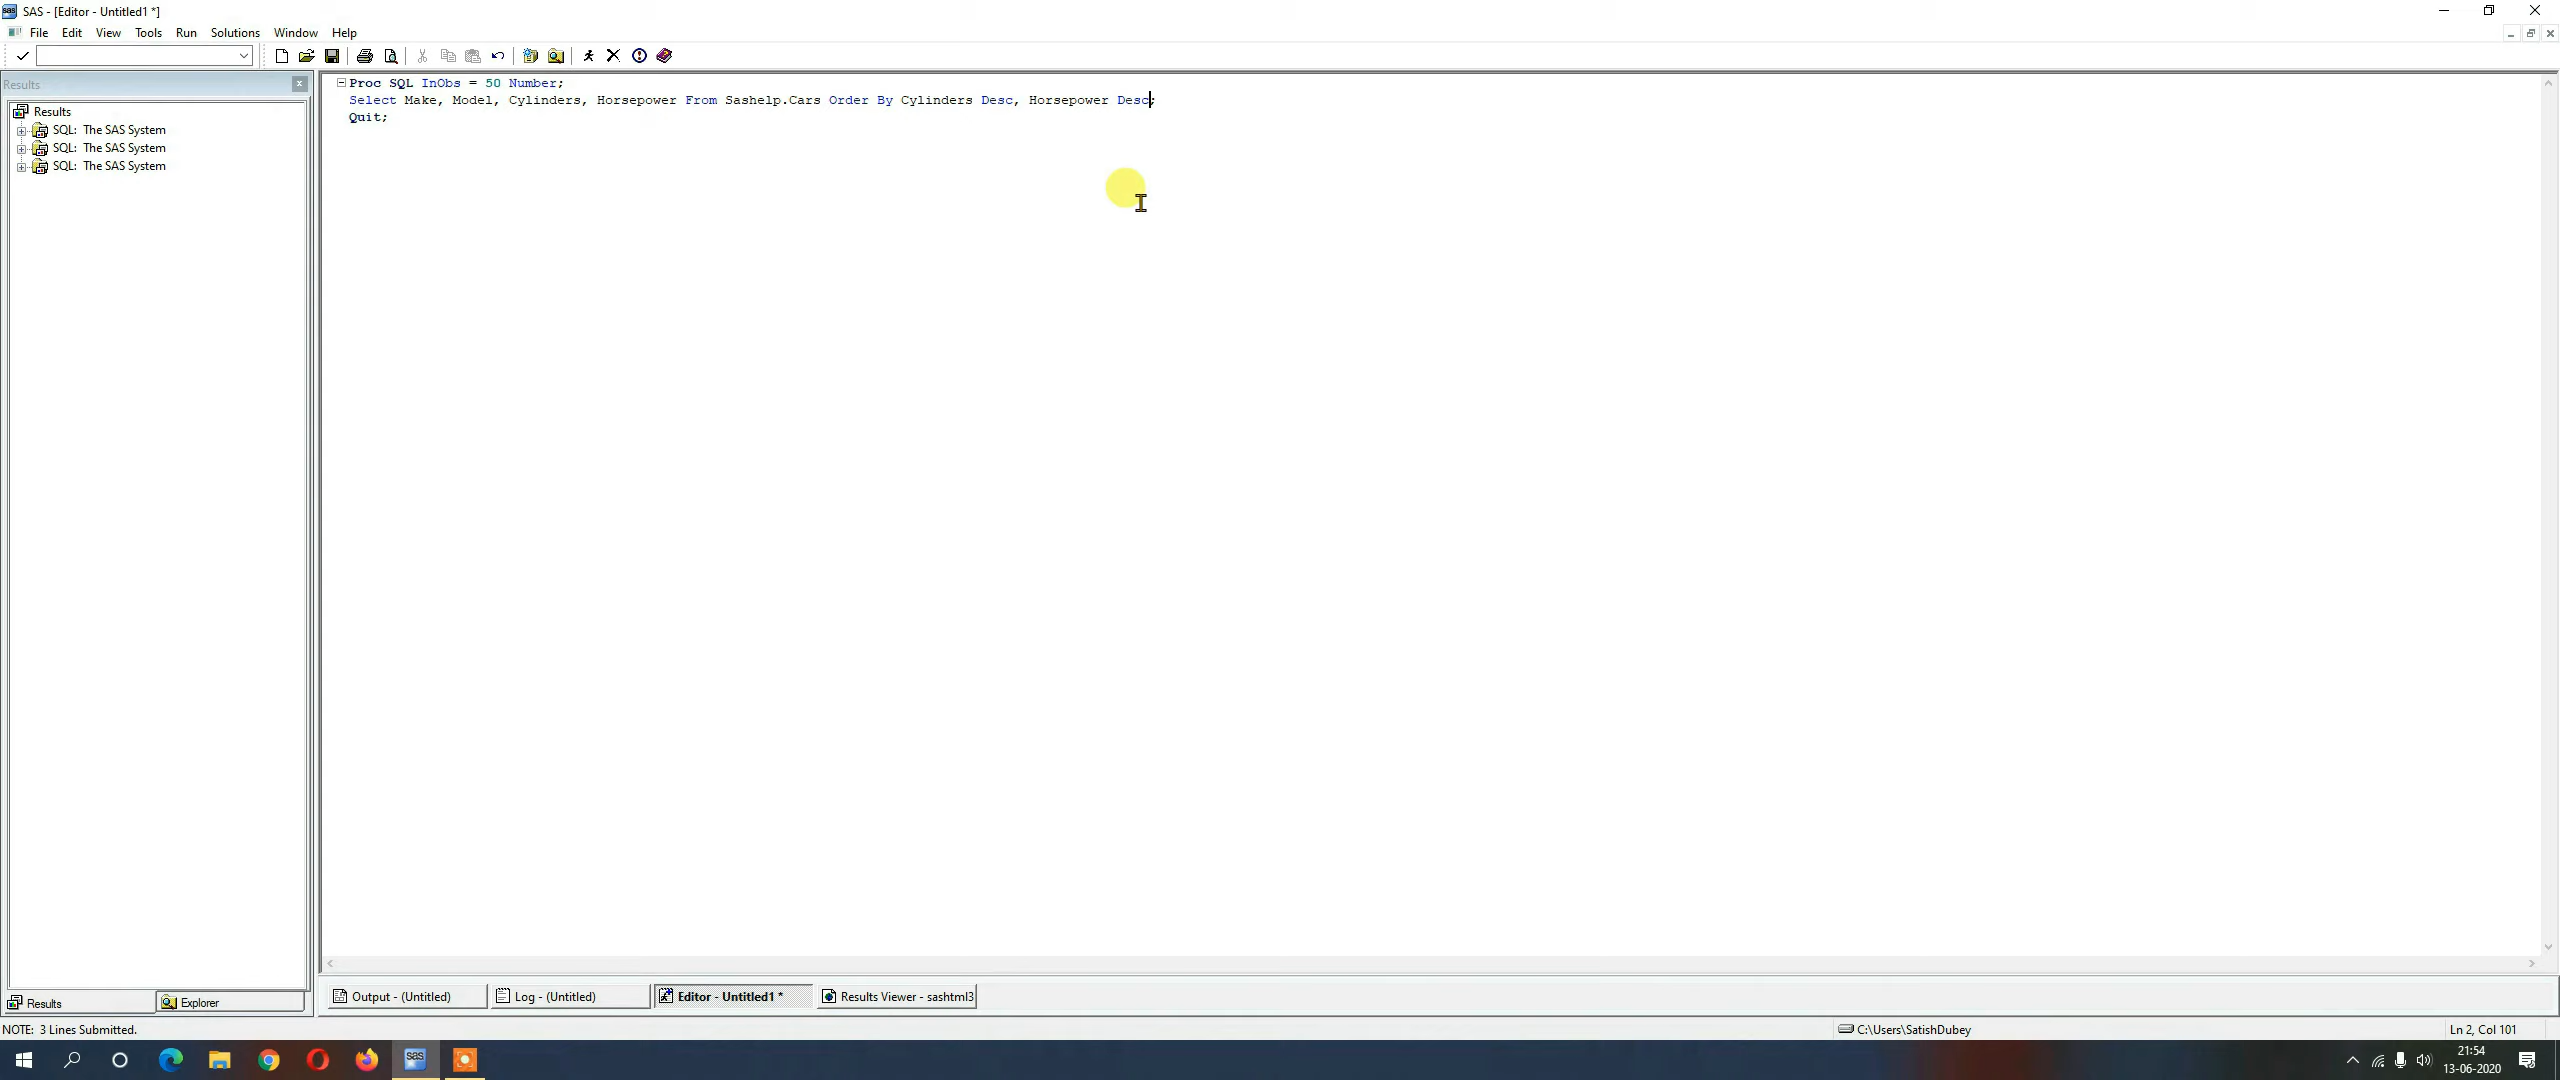 SAS - [Editor - Untitled1 *]
File Edit View Tools Run Solutions Window Help
Results
Results
SQL: The SAS System
SQL: The SAS System
SQL: The SAS System
Proc SQL InObs = 50 Number;
Select Make, Model, Cylinders, Horsepower From Sashelp.Cars Order By Cylinders Desc, Horsepower Desc;
Quit;
Results Explorer
Output - (Untitled) Log - (Untitled) Editor - Untitled1 * Results Viewer - sashtml3
NOTE: 3 Lines Submitted. C:\Users\SatishDubey Ln 2, Col 101
sas
21:54
13-06-2020